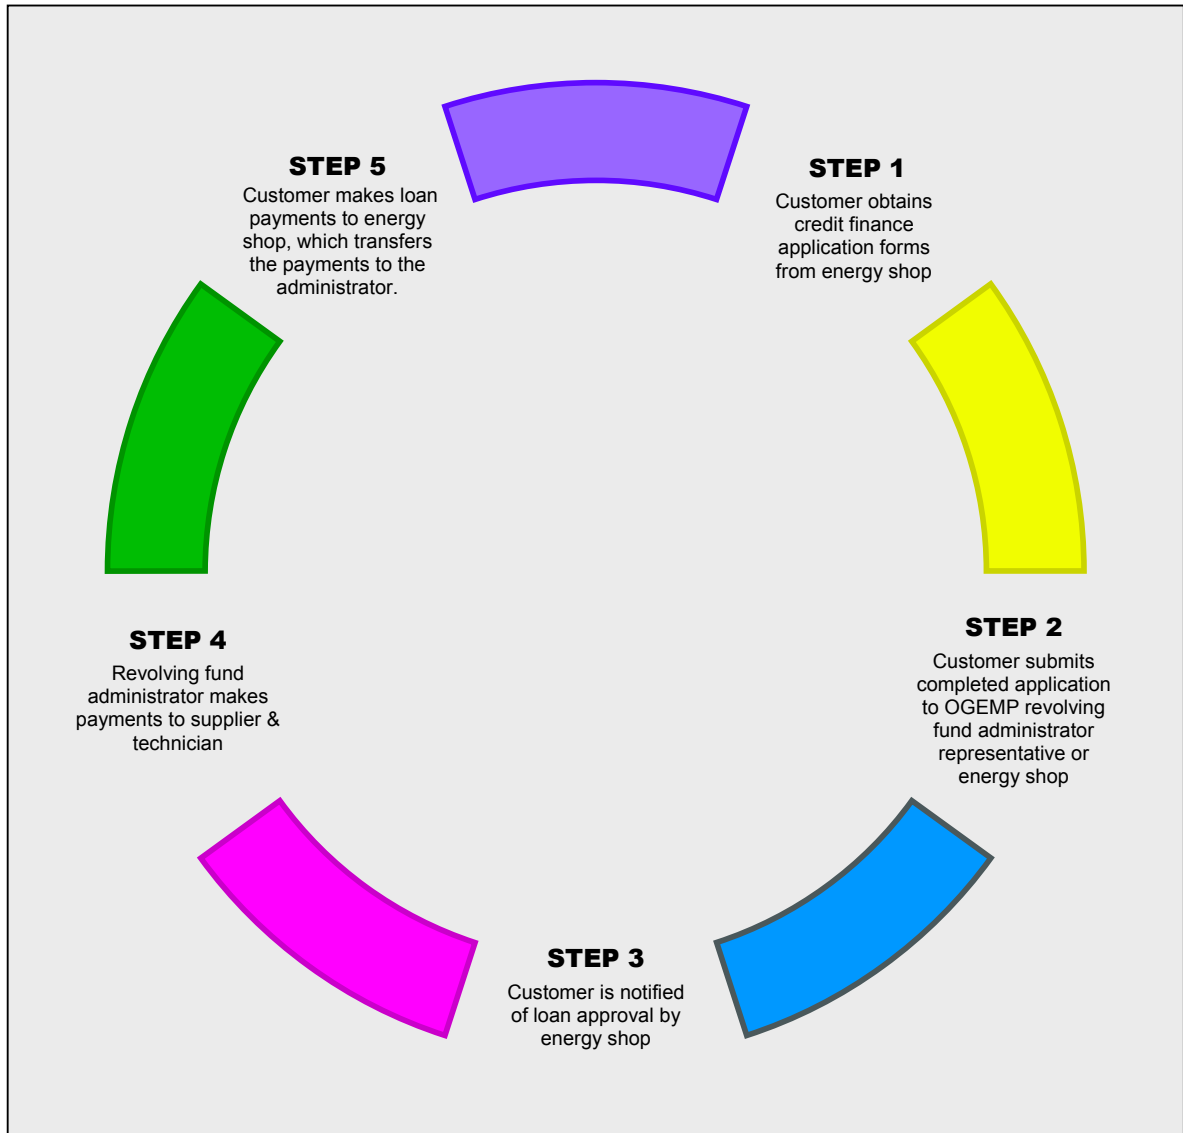 STEP 1
Customer obtains
credit finance
application forms
from energy shop
STEP 2
Customer submits
completed application
to OGEMP revolving
fund administrator
representative or
energy shop
STEP 3
Customer is notified
of loan approval by
energy shop
STEP 4
Revolving fund
administrator makes
payments to supplier &
technician
STEP 5
Customer makes loan
payments to energy
shop, which transfers
the payments to the
administrator.